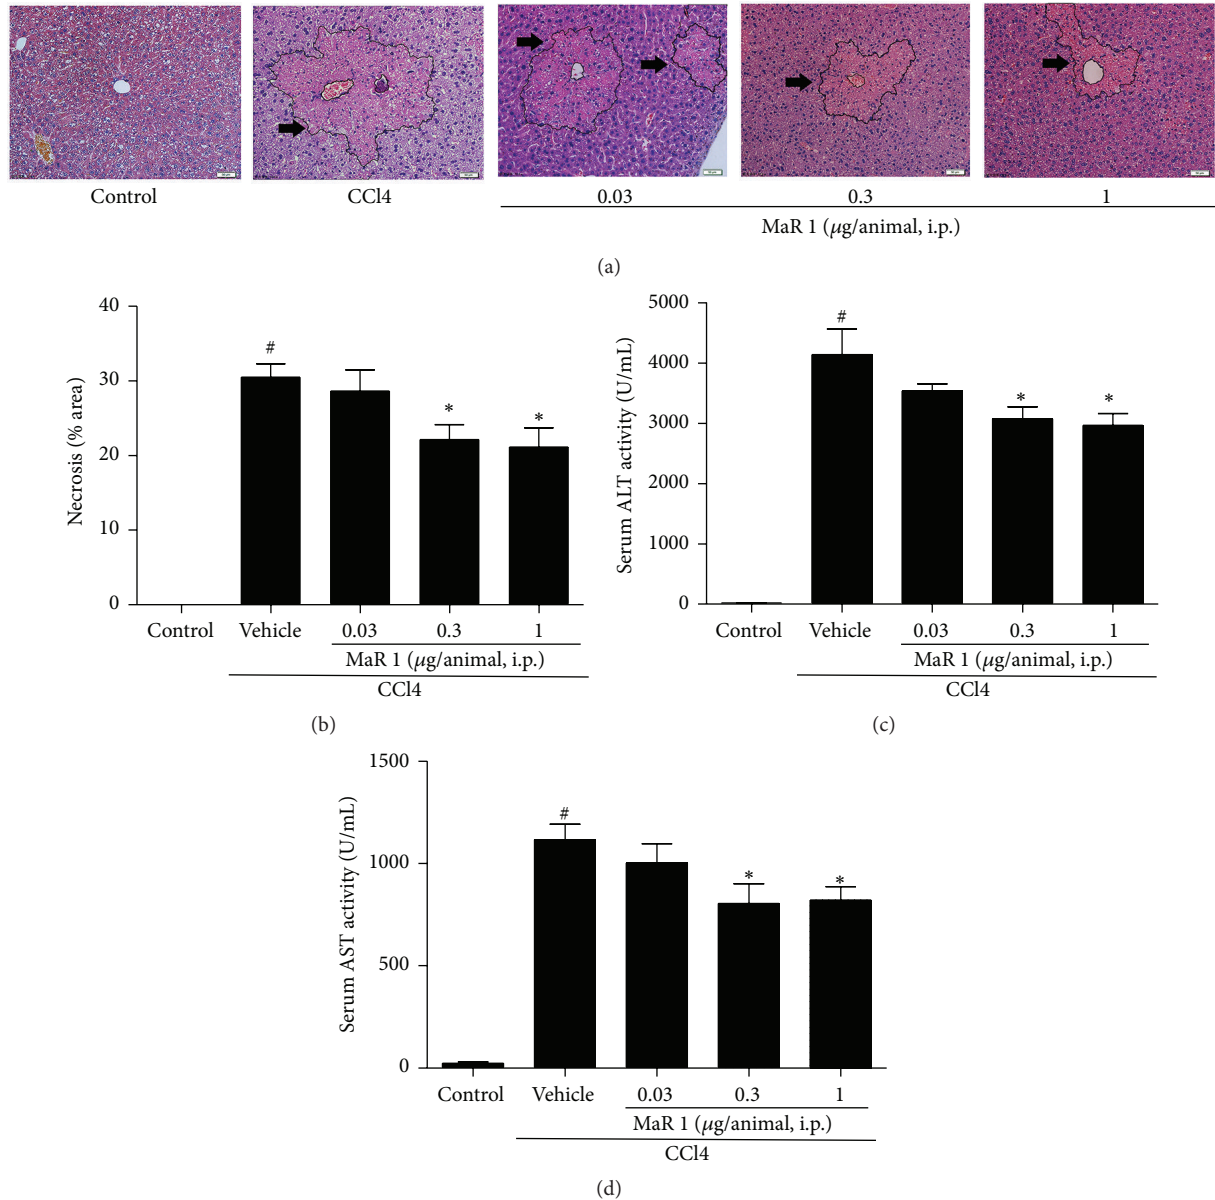 Control
CCl4
0.03
0.3
1
MaR 1 (μg/animal, i.p.)
(a)
Necrosis (% area)
40
30
20
10
0
#
*
*
Control
Vehicle
0.03
0.3
1
MaR 1 (μg/animal, i.p.)
CCl4
(b)
Serum ALT activity (U/mL)
5000
4000
3000
2000
1000
0
#
*
*
Control
Vehicle
0.03
0.3
1
MaR 1 (μg/animal, i.p.)
CCl4
(c)
Serum AST activity (U/mL)
1500
1000
500
0
#
*
*
Control
Vehicle
0.03
0.3
1
MaR 1 (μg/animal, i.p.)
CCl4
(d)